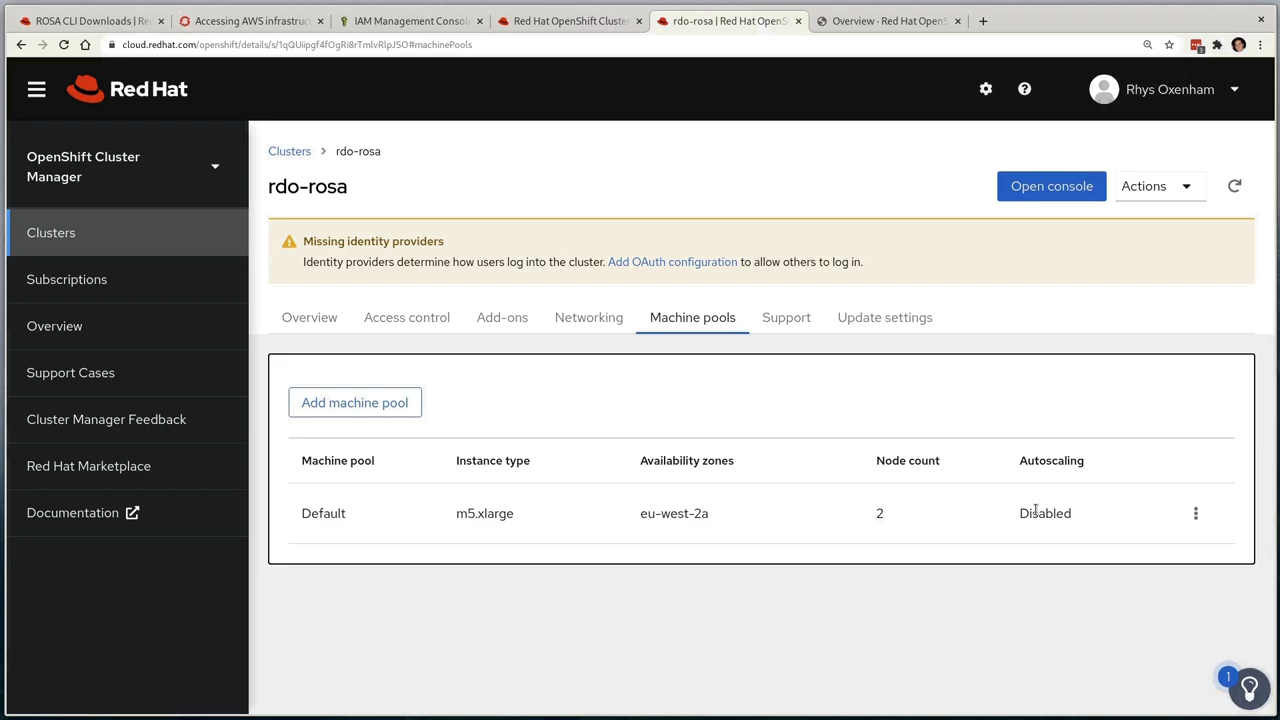 ROSA CLI Downloads | Red
Accessing AWS infrastruc
IAM Management Conso
Red Hat OpenShift Cluster
rdo-rosa | Red Hat OpenS
Overview · Red Hat OpenS
cloud.redhat.com/openshift/details/s/1qQUiipgf4fOgRi8rTmlvRlpJSO#machinePools
Red Hat
Rhys Oxenham
OpenShift Cluster
Manager
Clusters
Subscriptions
Overview
Support Cases
Cluster Manager Feedback
Red Hat Marketplace
Documentation
Clusters > rdo-rosa
rdo-rosa
Open console
Actions
Missing identity providers
Identity providers determine how users log into the cluster. Add OAuth configuration to allow others to log in.
Overview Access control Add-ons Networking Machine pools Support Update settings
Add machine pool
Machine pool Instance type Availability zones Node count Autoscaling
Default m5.xlarge eu-west-2a 2 Disabled
1